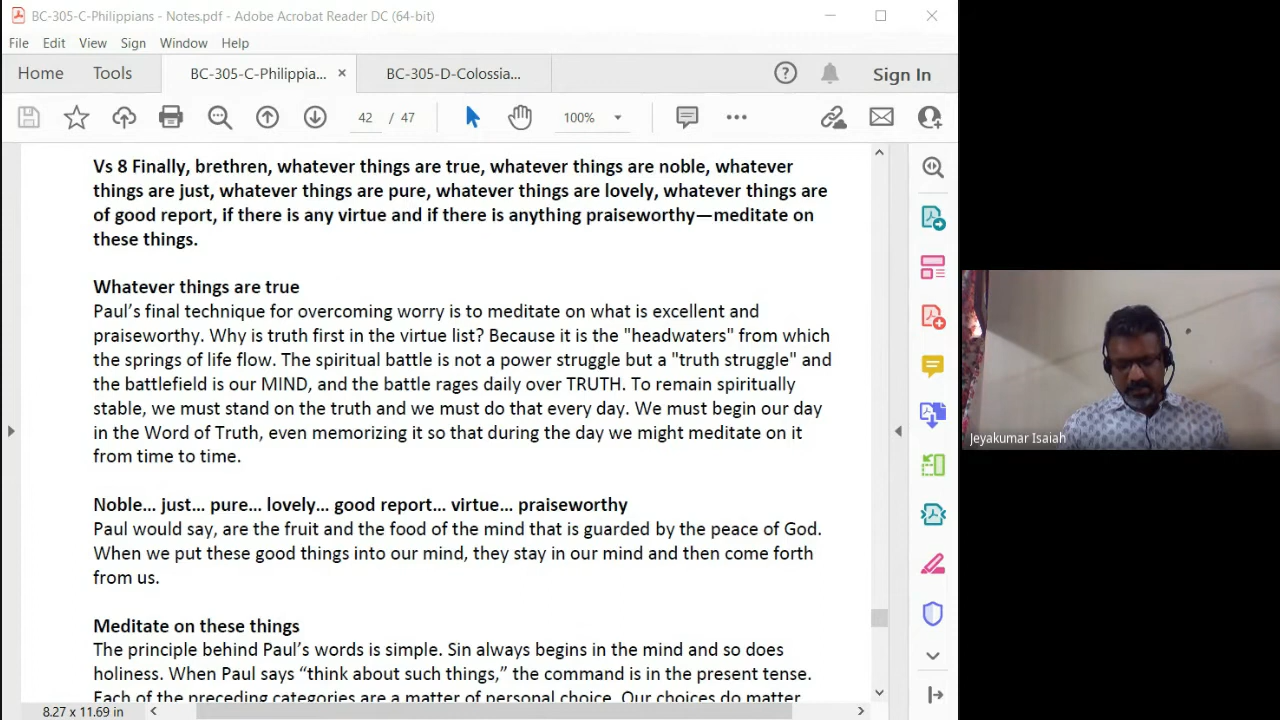 BC-305-C-Philippians - Notes.pdf - Adobe Acrobat Reader DC (64-bit)
File Edit View Sign Window Help
Home Tools BC-305-C-Philippia... × BC-305-D-Colossia... Sign In
42 / 47 100%
Vs 8 Finally, brethren, whatever things are true, whatever things are noble, whatever
things are just, whatever things are pure, whatever things are lovely, whatever things are
of good report, if there is any virtue and if there is anything praiseworthy—meditate on
these things.
Whatever things are true
Paul’s final technique for overcoming worry is to meditate on what is excellent and
praiseworthy. Why is truth first in the virtue list? Because it is the "headwaters" from which
the springs of life flow. The spiritual battle is not a power struggle but a "truth struggle" and
the battlefield is our MIND, and the battle rages daily over TRUTH. To remain spiritually
stable, we must stand on the truth and we must do that every day. We must begin our day
in the Word of Truth, even memorizing it so that during the day we might meditate on it
from time to time.
Noble... just... pure... lovely... good report... virtue... praiseworthy
Paul would say, are the fruit and the food of the mind that is guarded by the peace of God.
When we put these good things into our mind, they stay in our mind and then come forth
from us.
Meditate on these things
The principle behind Paul’s words is simple. Sin always begins in the mind and so does
holiness. When Paul says “think about such things,” the command is in the present tense.
Each of the preceding categories are a matter of personal choice. Our choices do matter
8.27 x 11.69 in
Jeyakumar Isaiah